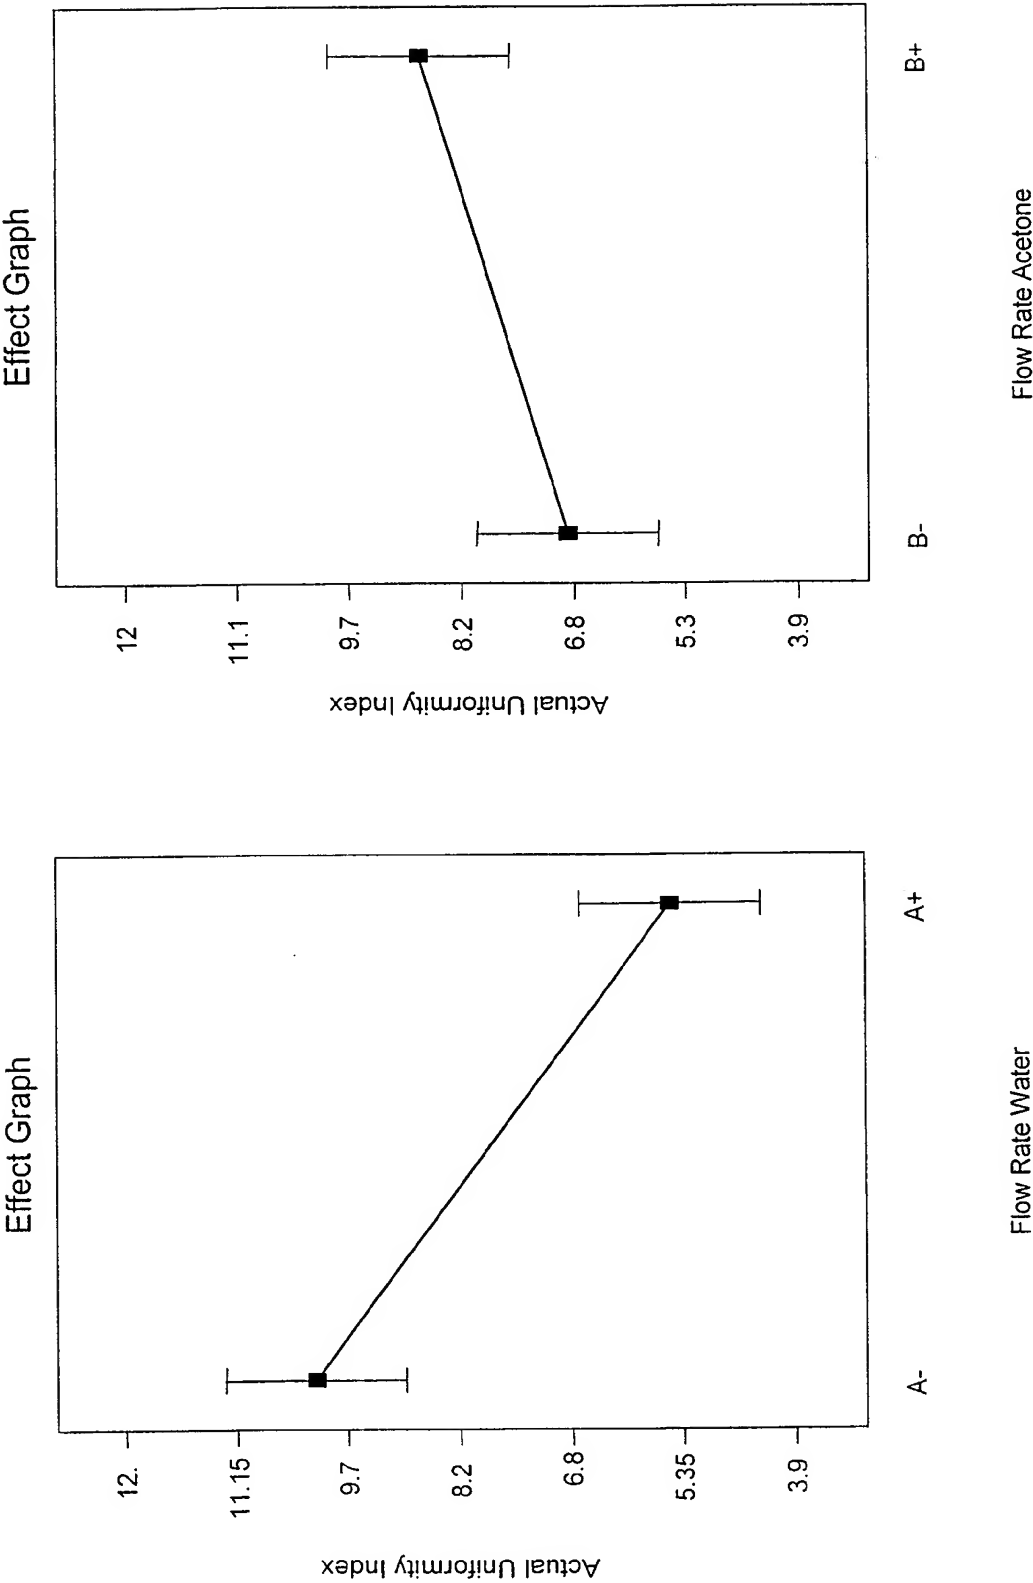 Effect Graph
Actual Uniformity Index
12.
11.15
9.7
8.2
6.8
5.35
3.9
A-
A+
Flow Rate Water
Effect Graph
Actual Uniformity Index
12
11.1
9.7
8.2
6.8
5.3
3.9
B-
B+
Flow Rate Acetone